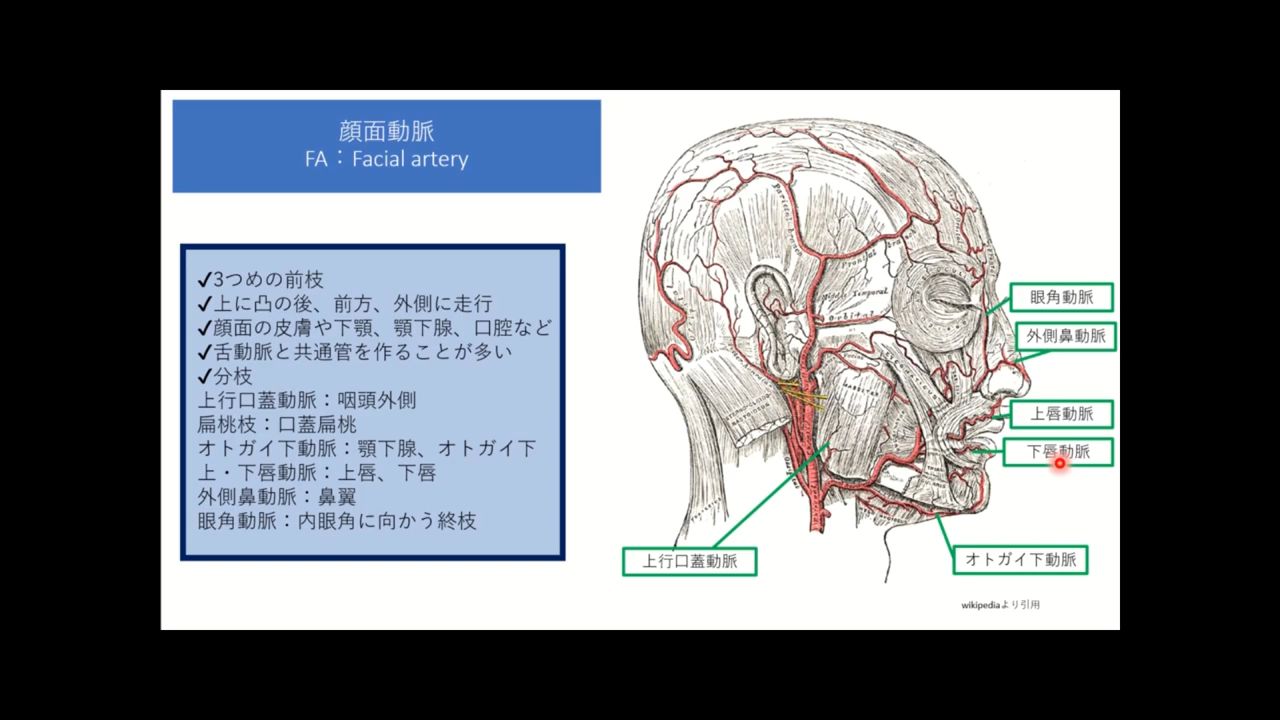 顔面動脈
FA：Facial artery
✓3つめの前枝
✓上に凸の後、前方、外側に走行
✓顔面の皮膚や下顎、顎下腺、口腔など
✓舌動脈と共通管を作ることが多い
✓分枝
上行口蓋動脈：咽頭外側
扁桃枝：口蓋扁桃
オトガイ下動脈：顎下腺、オトガイ下
上・下唇動脈：上唇、下唇
外側鼻動脈：鼻翼
眼角動脈：内眼角に向かう終枝
Parietal branch
Frontal branch
Middle Temporal
Orbital
眼角動脈
外側鼻動脈
上唇動脈
下唇動脈
上行口蓋動脈
オトガイ下動脈
wikipediaより引用